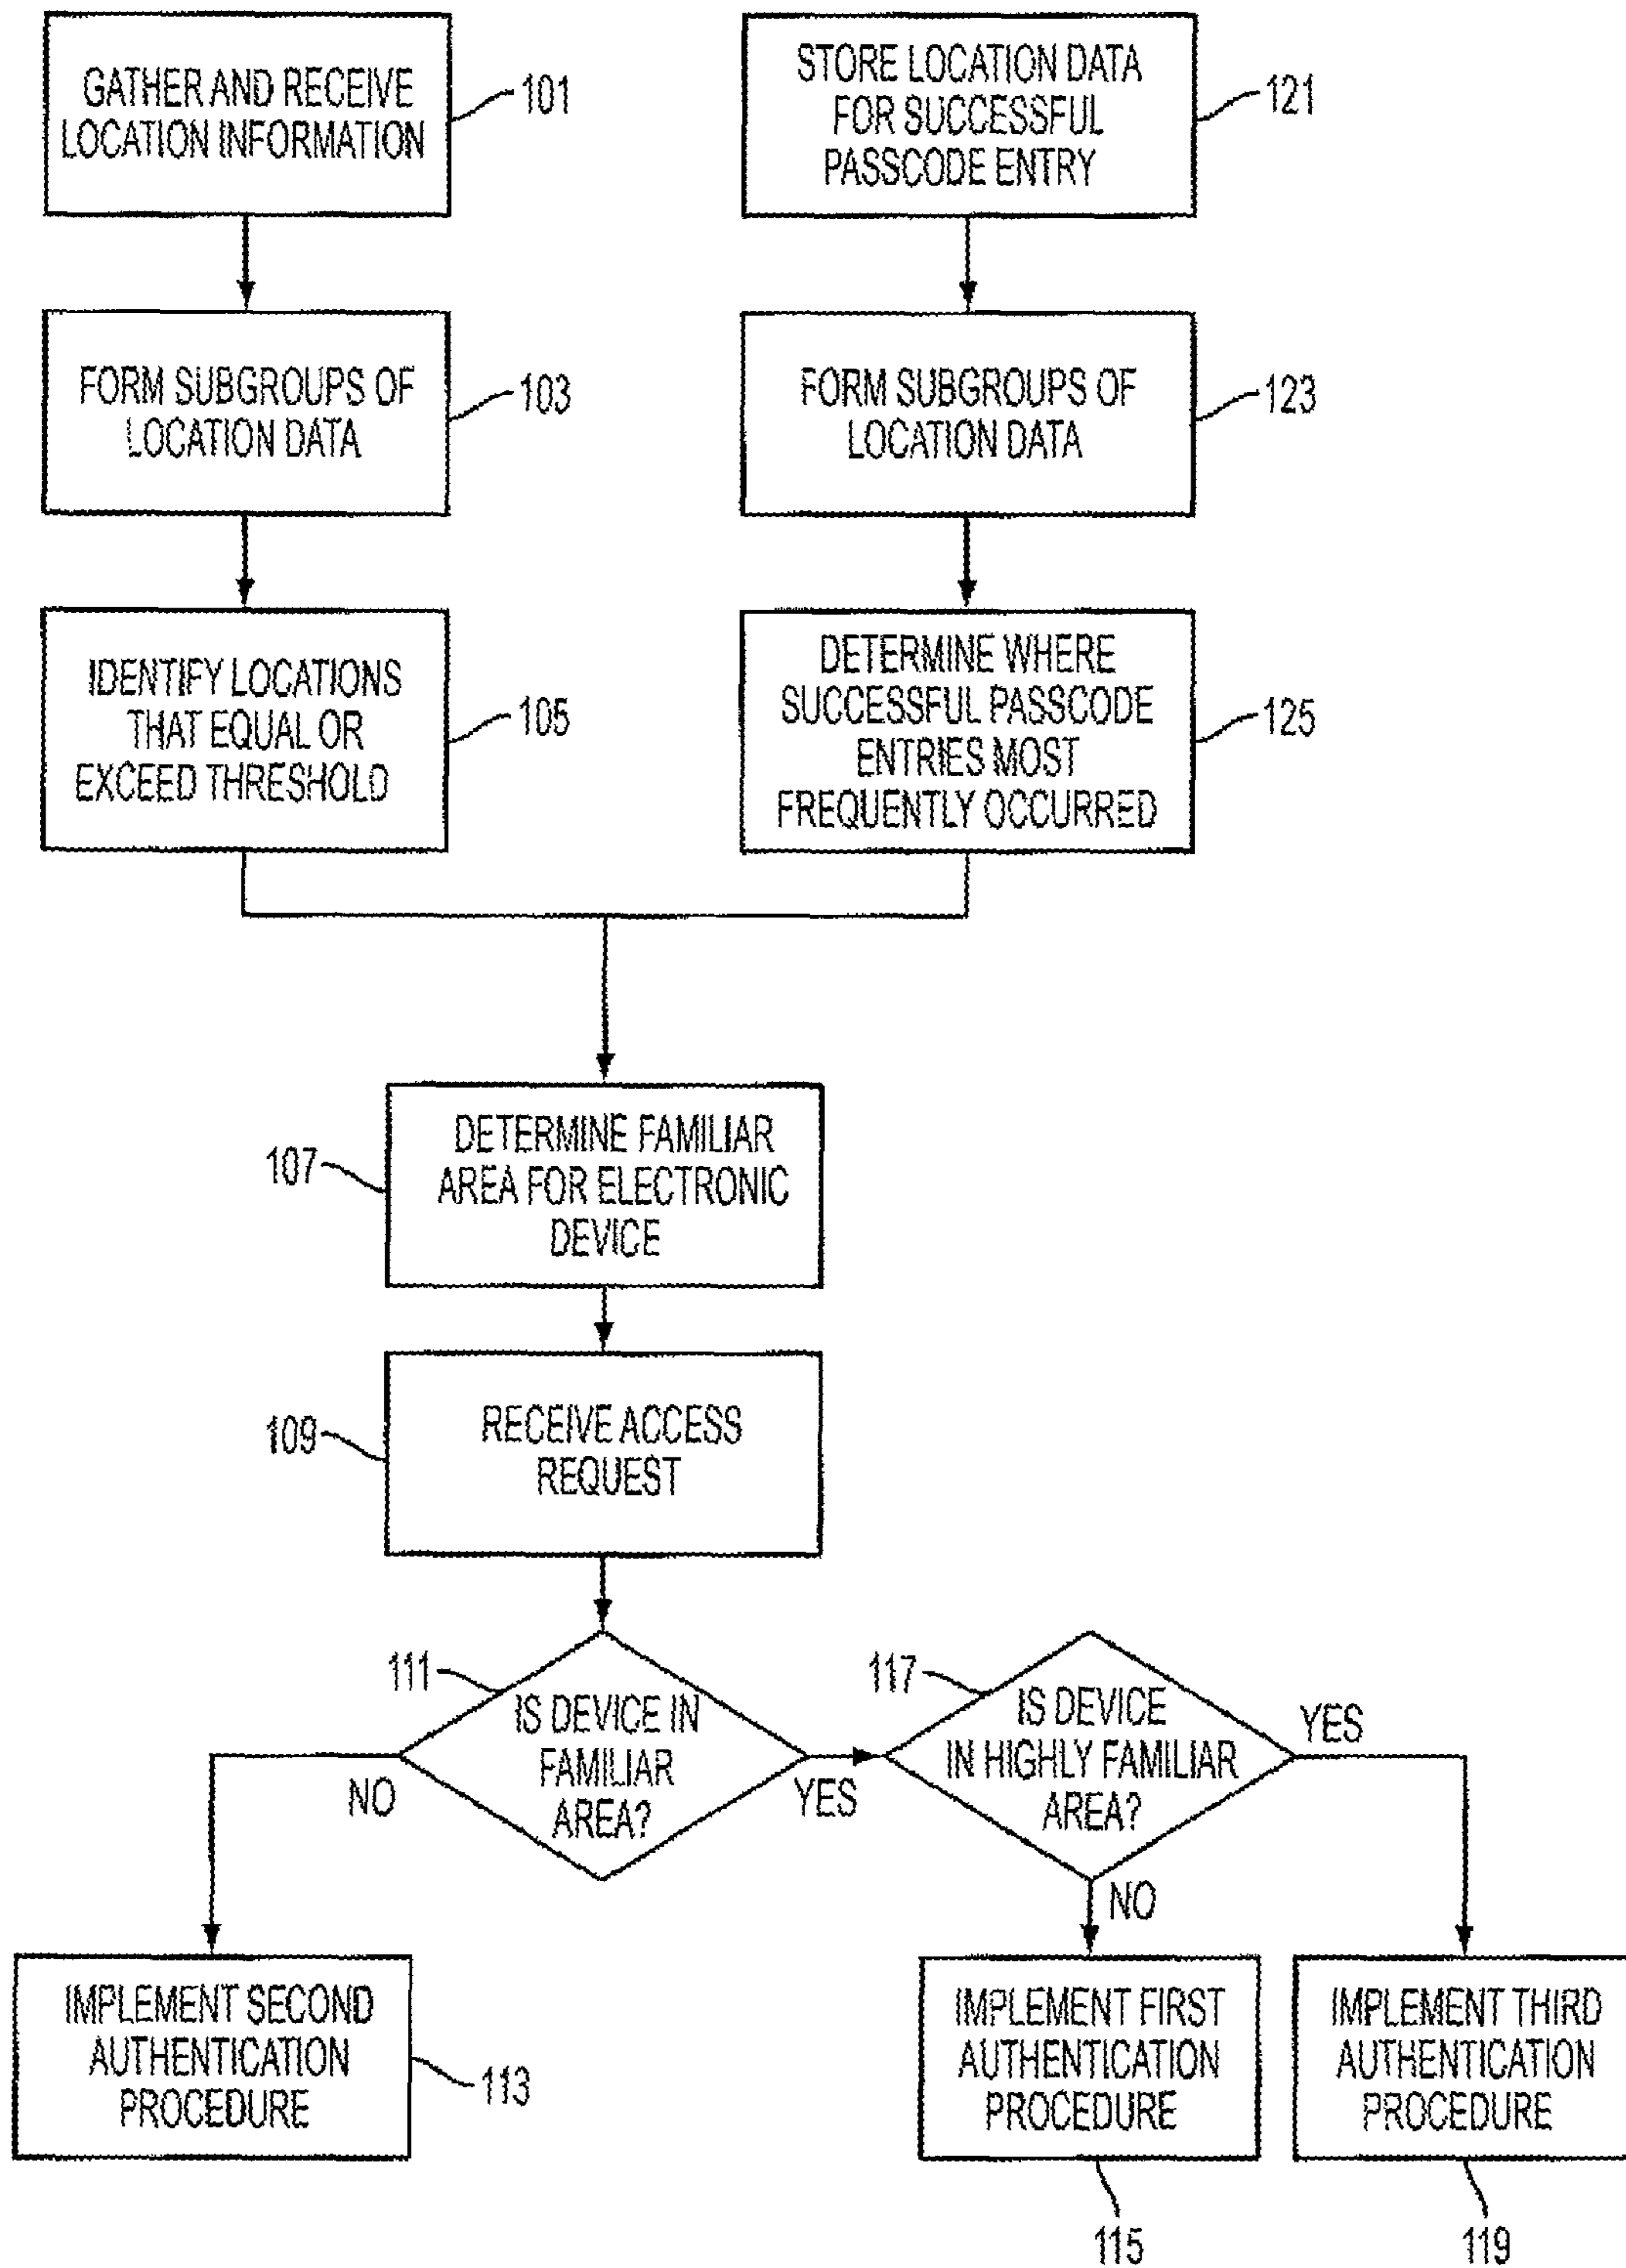 GATHER AND RECEIVE
LOCATION INFORMATION
101
STORE LOCATION DATA
FOR SUCCESSFUL
PASSCODE ENTRY
121
FORM SUBGROUPS OF
LOCATION DATA
103
FORM SUBGROUPS OF
LOCATION DATA
123
IDENTIFY LOCATIONS
THAT EQUAL OR
EXCEED THRESHOLD
105
DETERMINE WHERE
SUCCESSFUL PASSCODE
ENTRIES MOST
FREQUENTLY OCCURRED
125
107
DETERMINE FAMILIAR
AREA FOR ELECTRONIC
DEVICE
109
RECEIVE ACCESS
REQUEST
111
IS DEVICE IN
FAMILIAR
AREA?
NO
YES
117
IS DEVICE
IN HIGHLY FAMILIAR
AREA?
YES
NO
IMPLEMENT SECOND
AUTHENTICATION
PROCEDURE
113
IMPLEMENT FIRST
AUTHENTICATION
PROCEDURE
115
IMPLEMENT THIRD
AUTHENTICATION
PROCEDURE
119